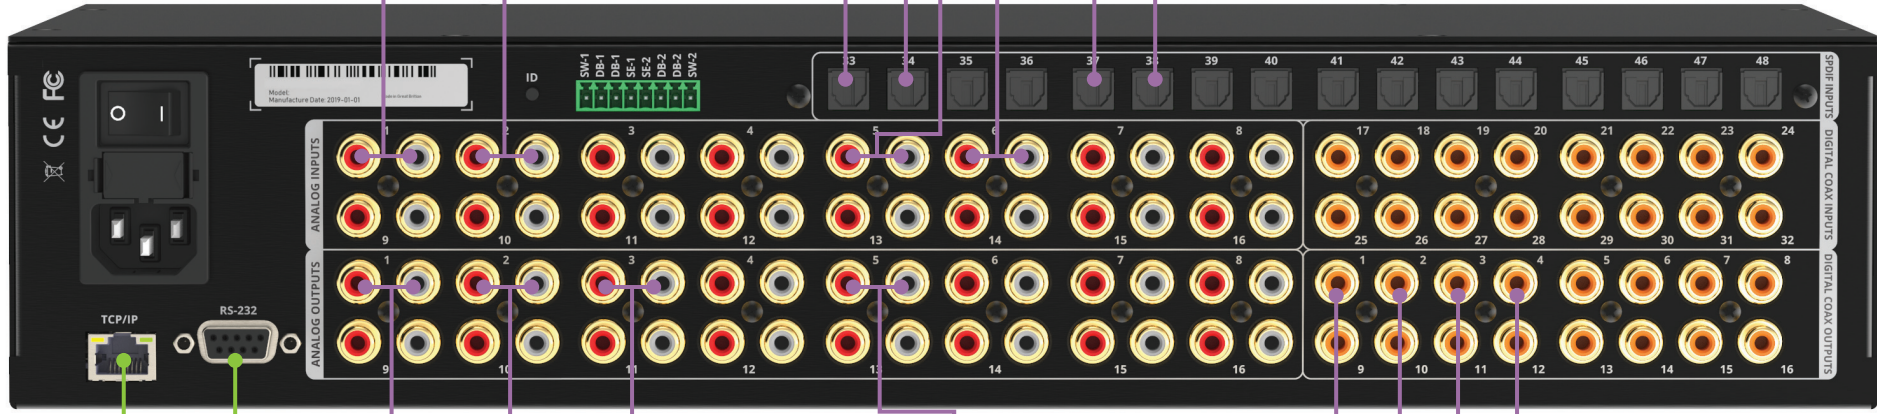 ID
SW-1
DB-1
DB-1
SE-1
SE-2
DB-2
DB-2
SW-2
Model:
Manufacture Date: 2019-01-01
33 34 35 36 37 38 39 40 41 42 43 44 45 46 47 48
SPDIF INPUTS
FC
CE
O I
ANALOG INPUTS
1 2 3 4 5 6 7 8
9 10 11 12 13 14 15 16
17 18 19 20 21 22 23 24
25 26 27 28 29 30 31 32
DIGITAL COAX INPUTS
ANALOG OUTPUTS
1 2 3 4 5 6 7 8
9 10 11 12 13 14 15 16
1 2 3 4 5 6 7 8
9 10 11 12 13 14 15 16
DIGITAL COAX OUTPUTS
TCP/IP
RS-232